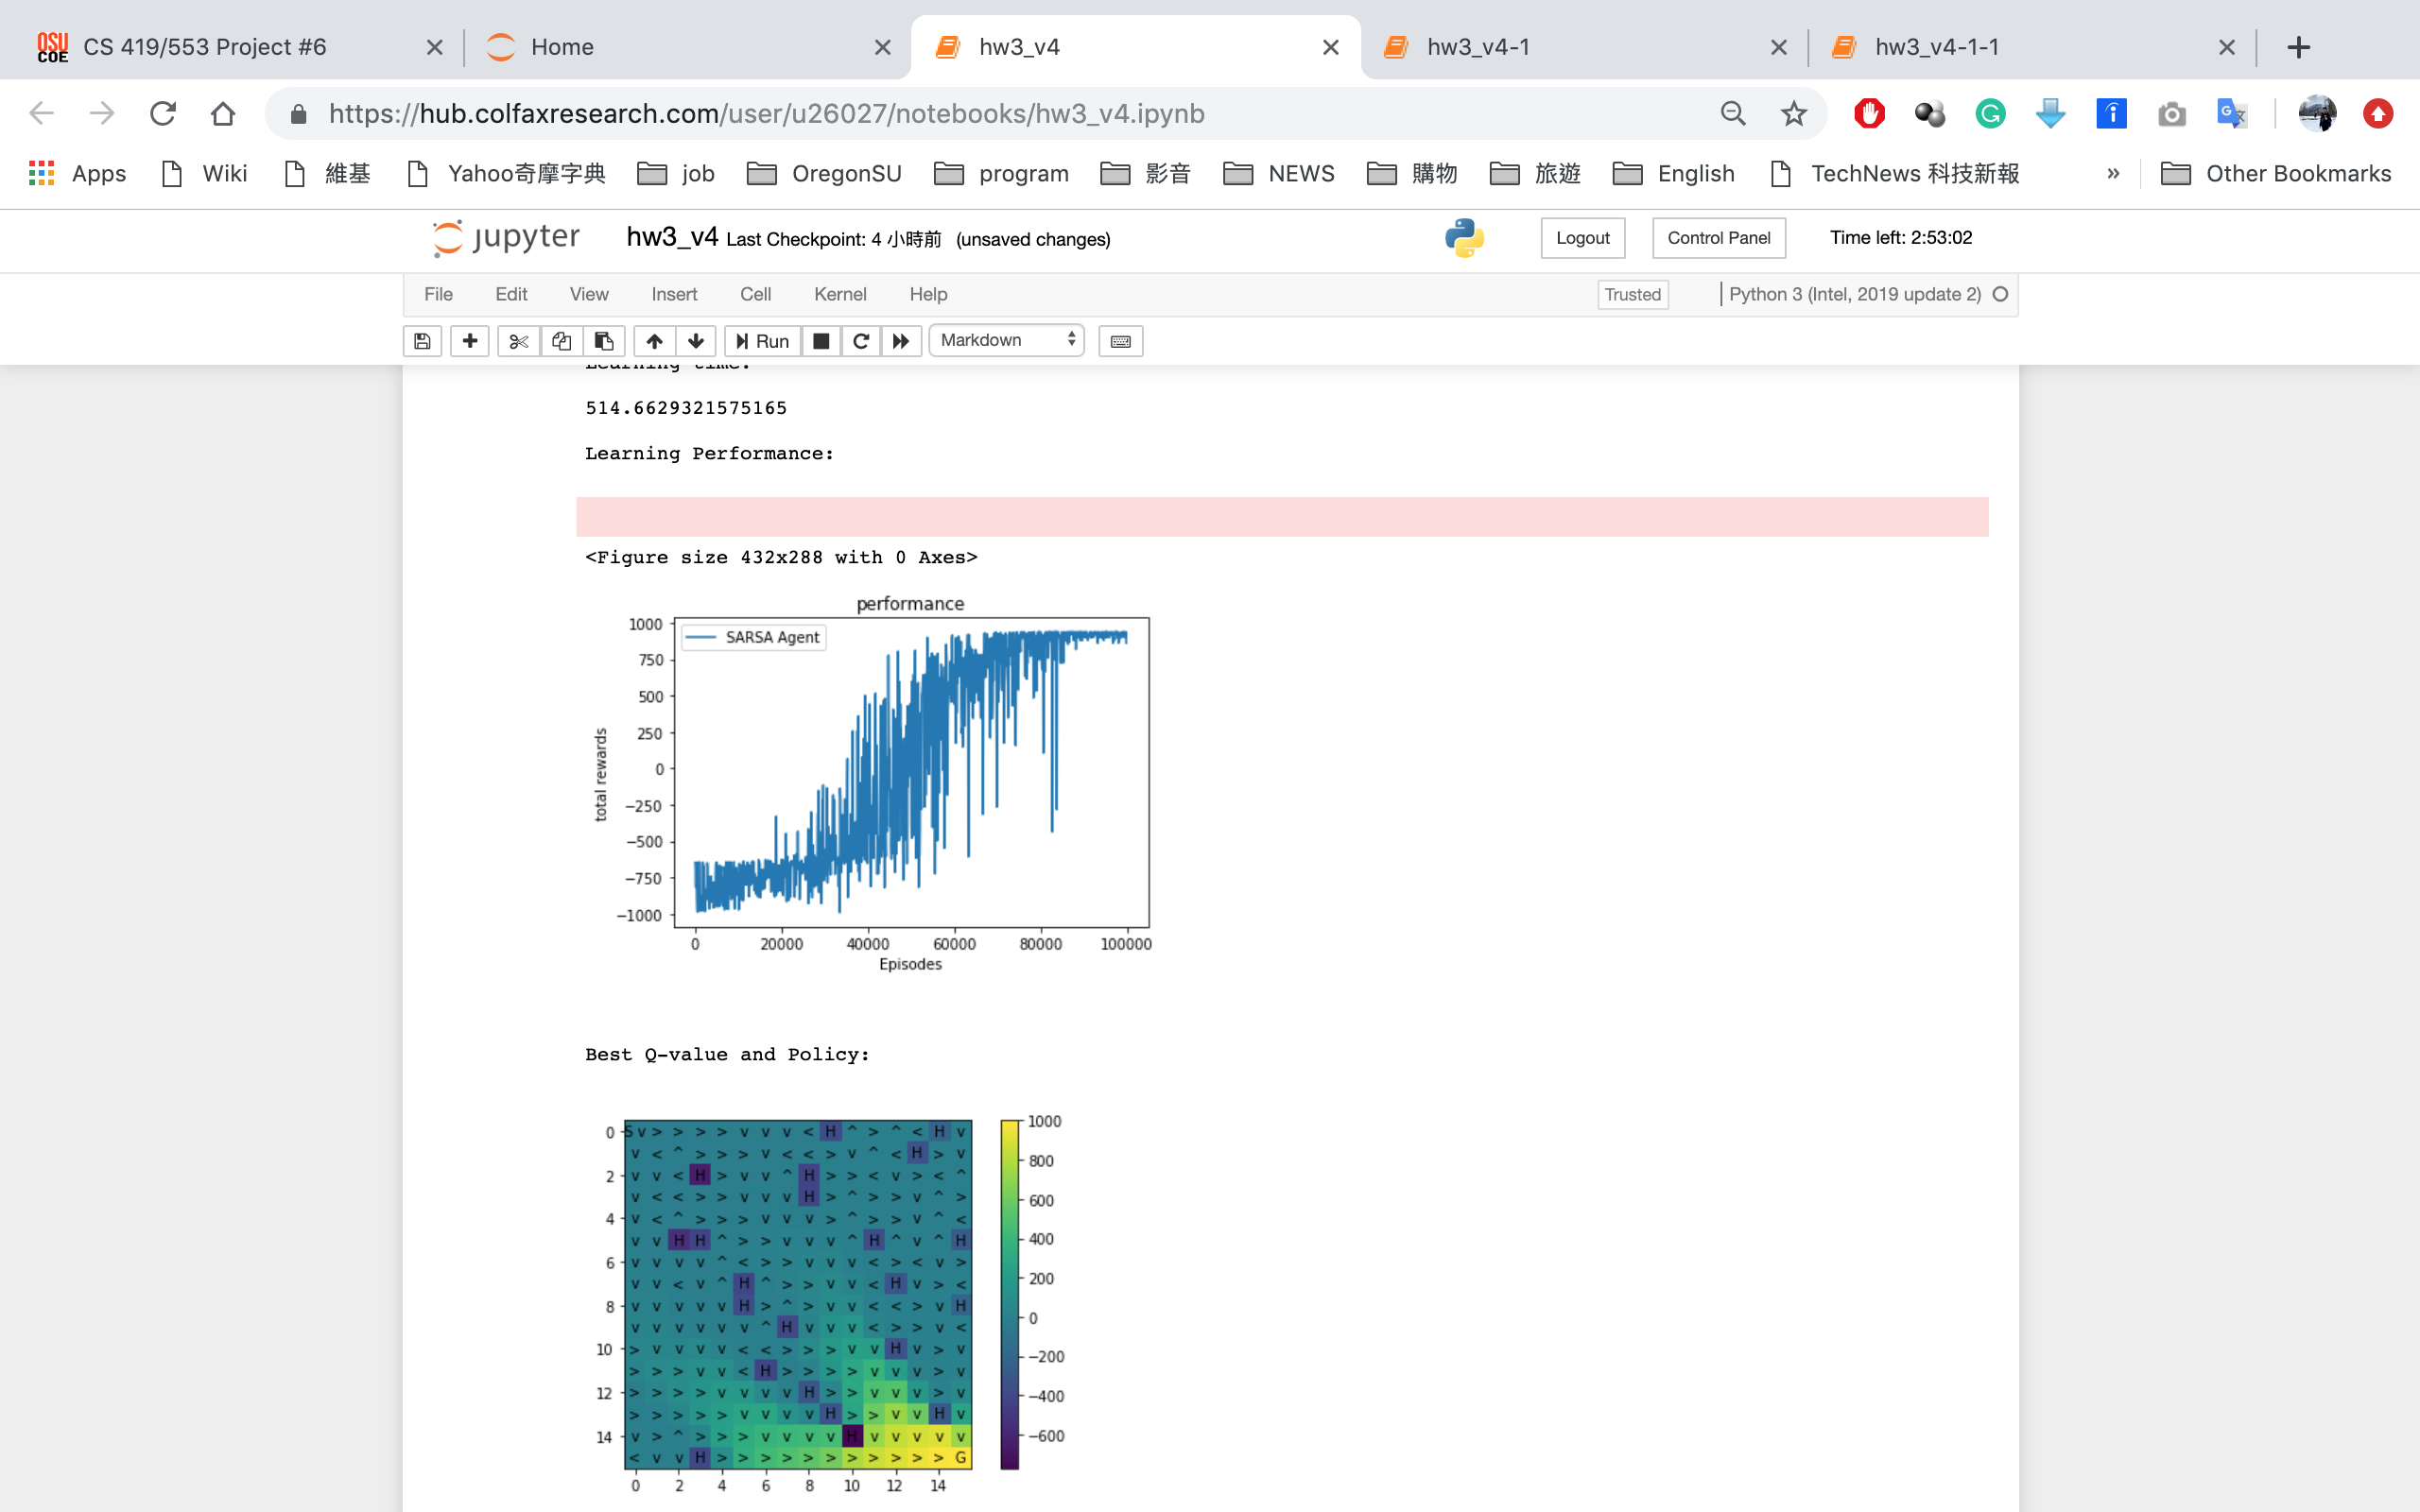 OSU COE CS 419/553 Project #6 Home hw3_v4 hw3_v4-1 hw3_v4-1-1
https://hub.colfaxresearch.com/user/u26027/notebooks/hw3_v4.ipynb
Apps Wiki 維基 Yahoo奇摩字典 job OregonSU program 影音 NEWS 購物 旅遊 English TechNews 科技新報 » Other Bookmarks
jupyter hw3_v4 Last Checkpoint: 4 小時前 (unsaved changes) Logout Control Panel Time left: 2:53:02
File Edit View Insert Cell Kernel Help Trusted Python 3 (Intel, 2019 update 2)
Run Markdown
Learning time:
514.6629321575165
Learning Performance:
<Figure size 432x288 with 0 Axes>
performance
SARSA Agent
1000
750
500
250
0
−250
−500
−750
−1000
total rewards
0 20000 40000 60000 80000 100000
Episodes
Best Q-value and Policy:
0 S v > > > > v v v < H ^ > ^ < H v
v < ^ > > > v < < > v ^ < H > v
2 v v < H > v v ^ H > > < v > < ^
v < < > > v v v H > ^ > > v ^ >
4 v < ^ > > > v v v > ^ > > v ^ <
v v H H ^ > > v v v ^ H ^ v ^ H
6 v v v v ^ < > > v v v < > < v >
v v < v ^ H ^ > > v v < H v > <
8 v v v v v H > ^ > v v < < > v H
v v v v v v ^ H v v v < > > v <
10 > v v v v < < > > > v v H v > v
> > > v v < H > > > > v v v > v
12 > > > > v v v v H > > v v v > v
> > > > > v v v v H > > v v H v
14 v > ^ > > > v v v v H v v v v v
< v v H > > > > > > > > > > > G
0 2 4 6 8 10 12 14
1000
800
600
400
200
0
−200
−400
−600